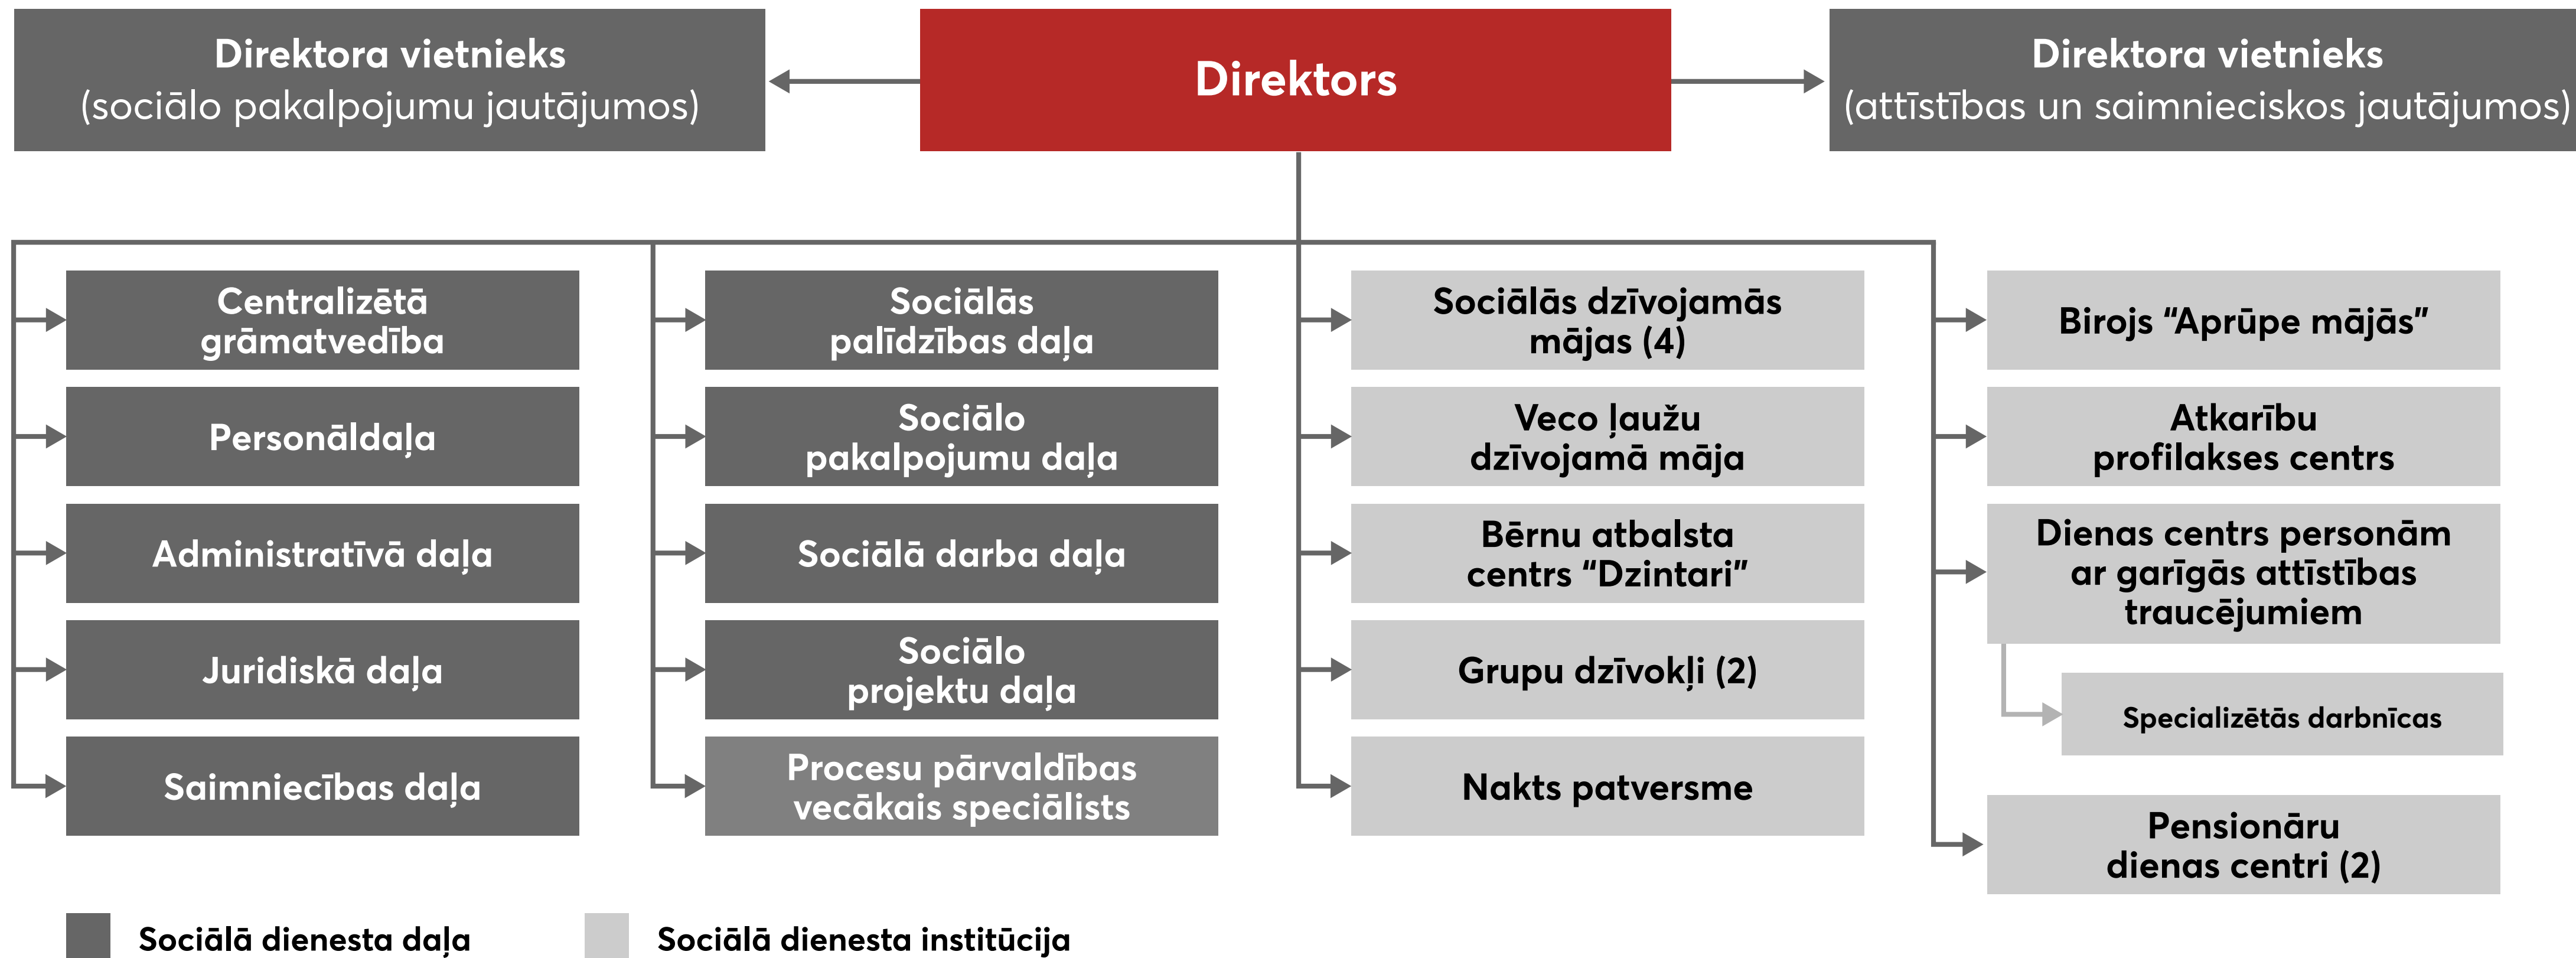 Direktora vietnieks
(sociālo pakalpojumu jautājumos)
Direktors
Direktora vietnieks
(attīstības un saimnieciskos jautājumos)
Centralizētā
grāmatvedība
Personāldaļa
Administratīvā daļa
Juridiskā daļa
Saimniecības daļa
Sociālās
palīdzības daļa
Sociālo
pakalpojumu daļa
Sociālā darba daļa
Sociālo
projektu daļa
Procesu pārvaldības
vecākais speciālists
Sociālās dzīvojamās
mājas (4)
Veco ļaužu
dzīvojamā māja
Bērnu atbalsta
centrs “Dzintari”
Grupu dzīvokļi (2)
Nakts patversme
Birojs “Aprūpe mājās”
Atkarību
profilakses centrs
Dienas centrs personām
ar garīgās attīstības
traucējumiem
Specializētās darbnīcas
Pensionāru
dienas centri (2)
Sociālā dienesta daļa
Sociālā dienesta institūcija